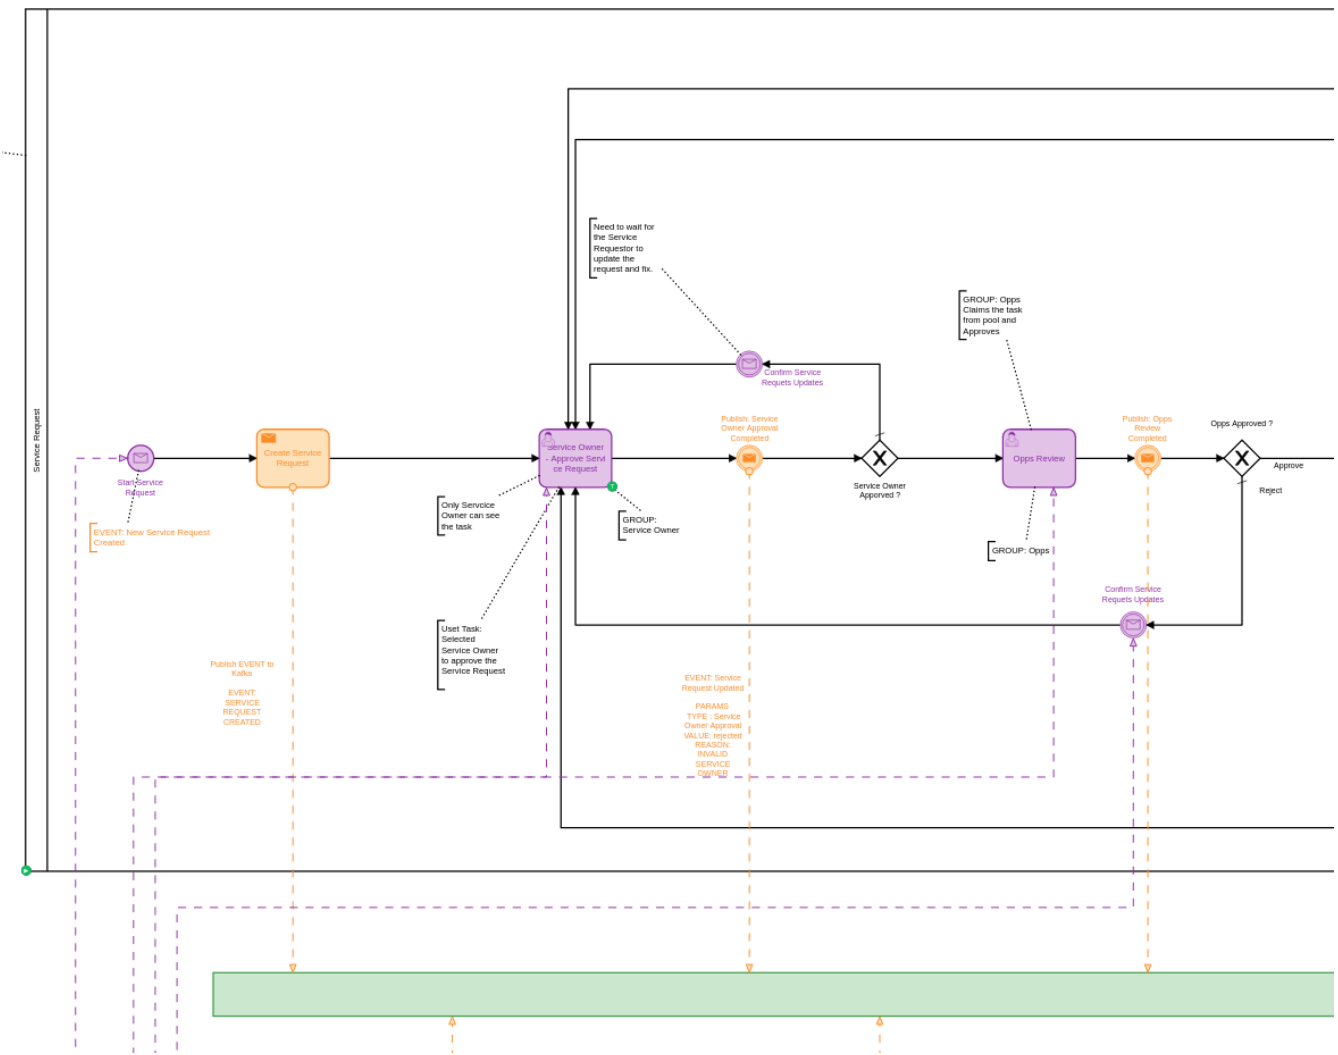 Service Request
Need to wait for
the Service
Requestor to
update the
request and fix.
GROUP: Opps
Claims the task
from pool and
Approves
Confirm Service
Requets Updates
Create Service
Request
Service Owner
- Approve Servi
ce Request
Publish: Service
Owner Approval
Completed
Service Owner
Apporved ?
Opps Review
Publish: Opps
Review
Completed
Opps Approved ?
Approve
Reject
Start Service
Request
EVENT: New Service Request
Created
Only Servcice
Owner can see
the task
GROUP:
Service Owner
GROUP: Opps
Confirm Service
Requets Updates
Uset Task:
Selected
Service Owner
to approve the
Service Request
Publish EVENT to
Kafka
EVENT:
SERVICE
REQUEST
CREATED
EVENT: Service
Request Updated
PARAMS
TYPE : Service
Owner Approval
VALUE: rejected
REASON:
INVALID
SERVICE
OWNER